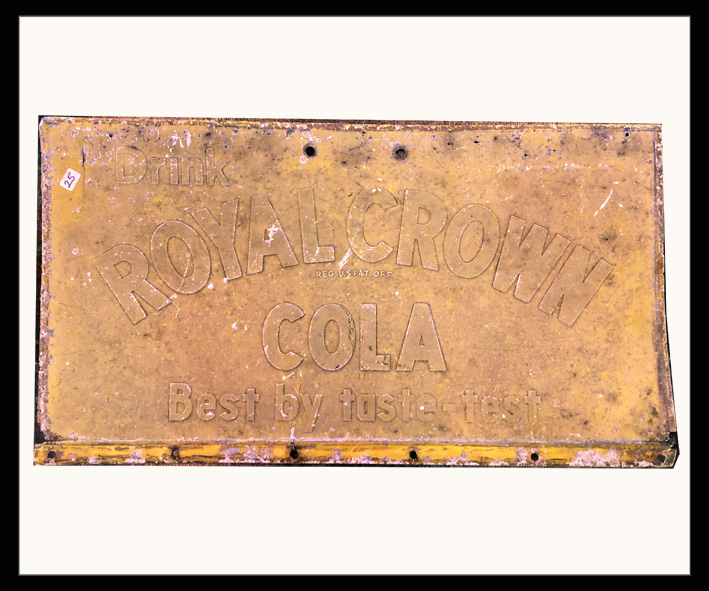 Drink
25
ROYAL CROWN
REG. U.S. PAT. OFF.
COLA
Best by taste-test